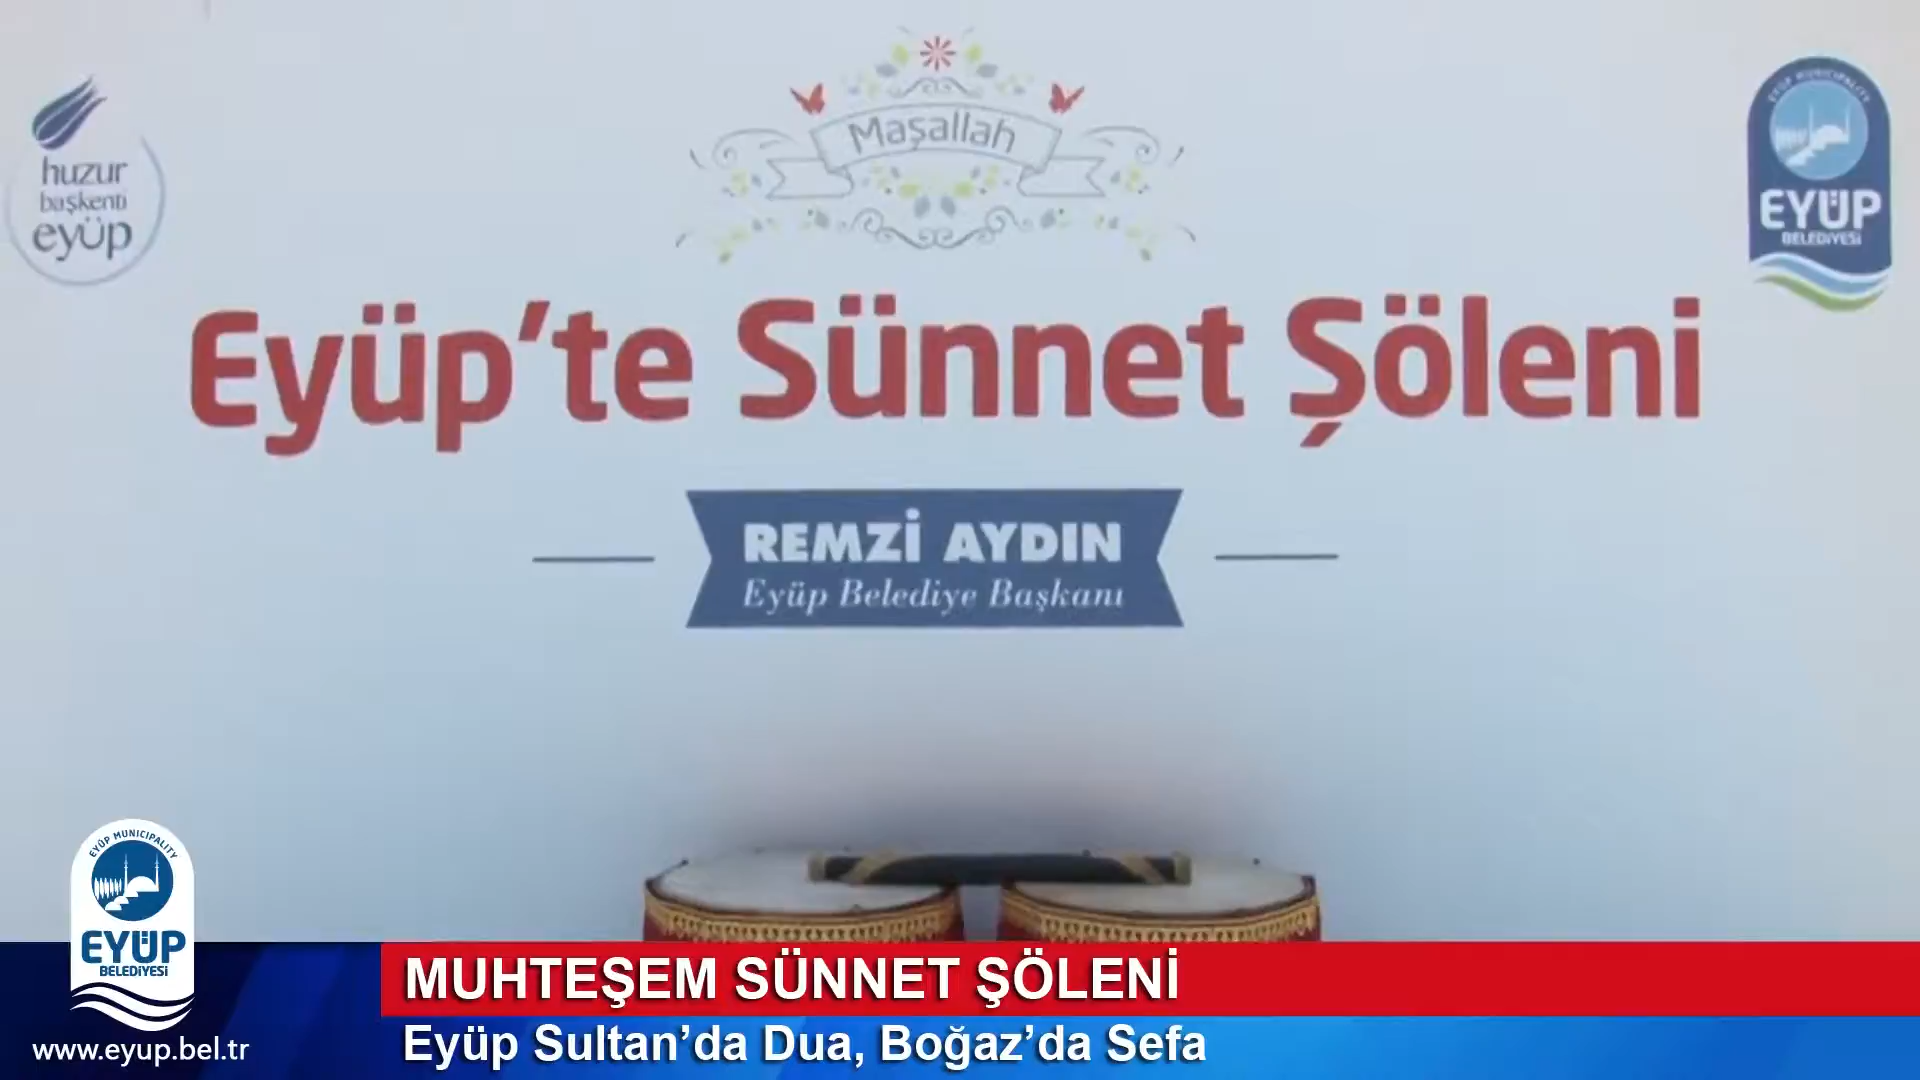 Maşallah
huzur
başkenti
eyüp
EYÜP MUNICIPALITY
EYÜP
BELEDİYESİ
Eyüp'te Sünnet Şöleni
REMZİ AYDIN
Eyüp Belediye Başkanı
EYÜP MUNICIPALITY
EYÜP
BELEDİYESİ
www.eyup.bel.tr
MUHTEŞEM SÜNNET ŞÖLENİ
Eyüp Sultan'da Dua, Boğaz'da Sefa